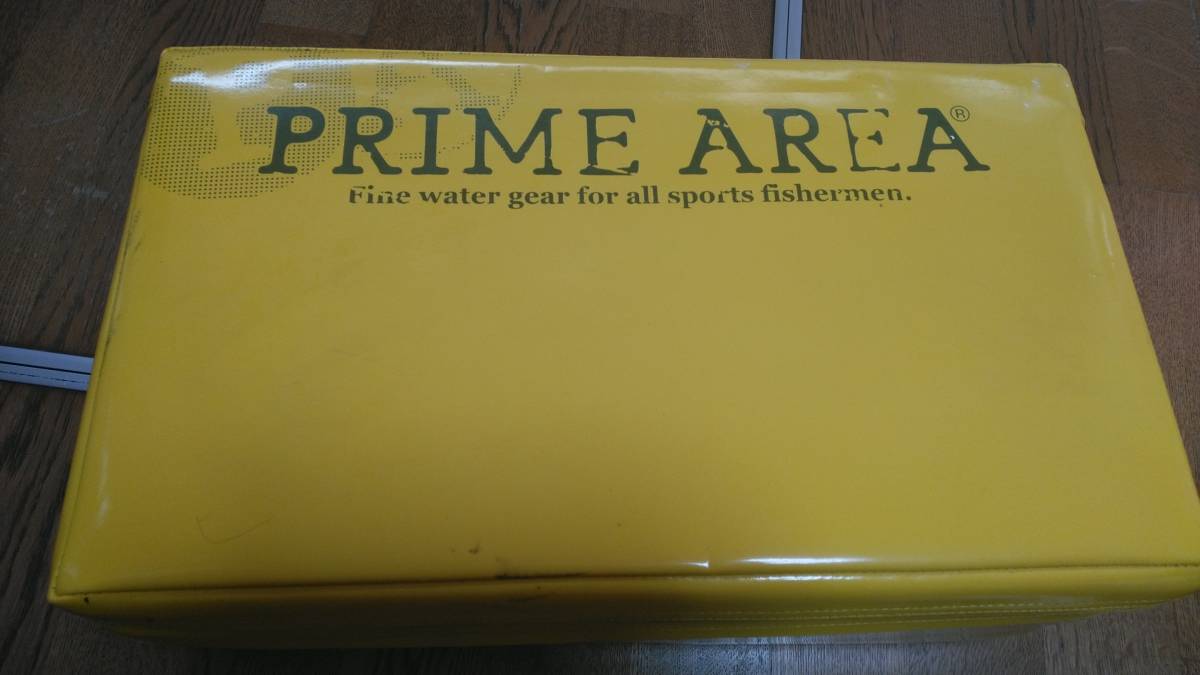 PRIME AREA®
Fine water gear for all sports fishermen.